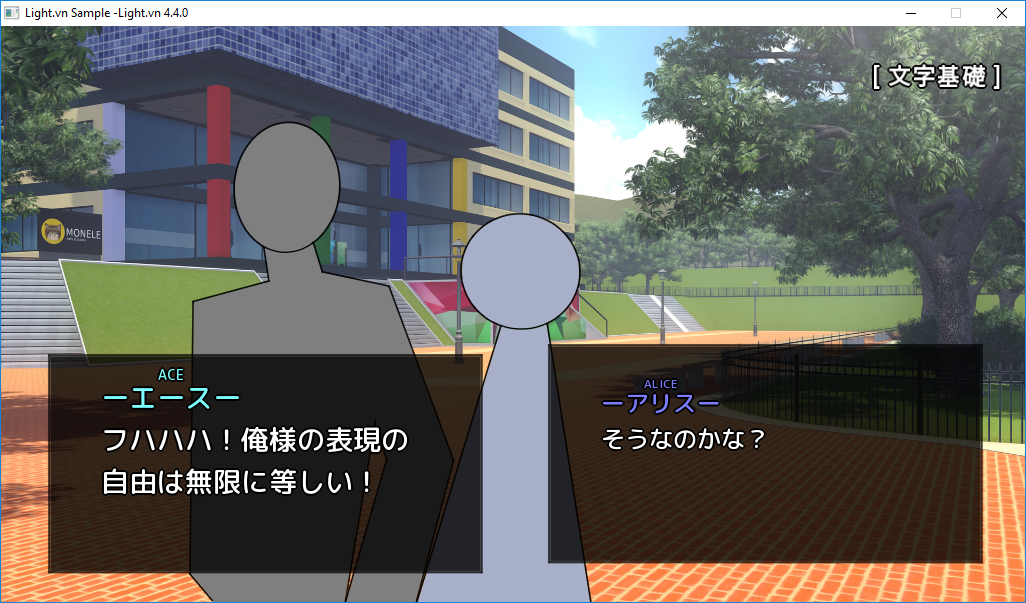 Light.vn Sample -Light.vn 4.4.0
[ 文字基礎 ]
MONELE
ACE
ーエースー
フハハハ！俺様の表現の
自由は無限に等しい！
ALICE
ーアリスー
そうなのかな？